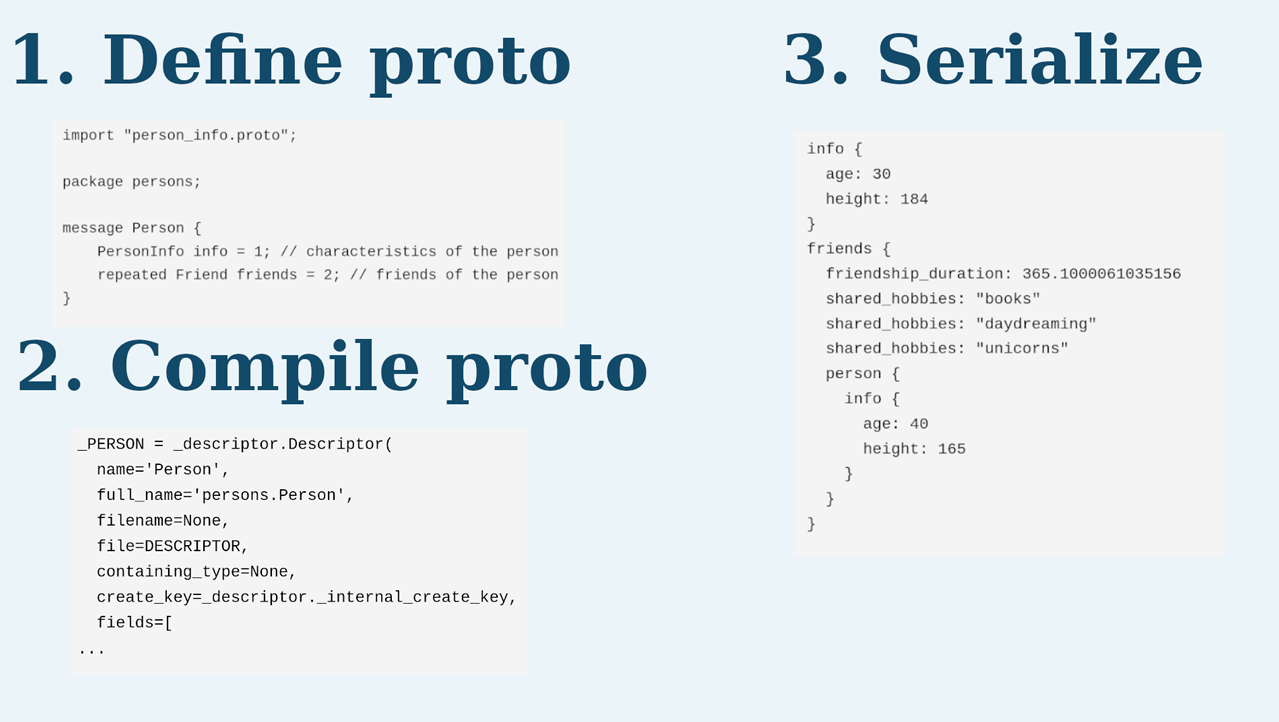 1. Define proto
import "person_info.proto";
package persons;
message Person {
    PersonInfo info = 1; // characteristics of the person
    repeated Friend friends = 2; // friends of the person
}
2. Compile proto
_PERSON = _descriptor.Descriptor(
  name='Person',
  full_name='persons.Person',
  filename=None,
  file=DESCRIPTOR,
  containing_type=None,
  create_key=_descriptor._internal_create_key,
  fields=[
...
3. Serialize
info {
  age: 30
  height: 184
}
friends {
  friendship_duration: 365.1000061035156
  shared_hobbies: "books"
  shared_hobbies: "daydreaming"
  shared_hobbies: "unicorns"
  person {
    info {
      age: 40
      height: 165
    }
  }
}